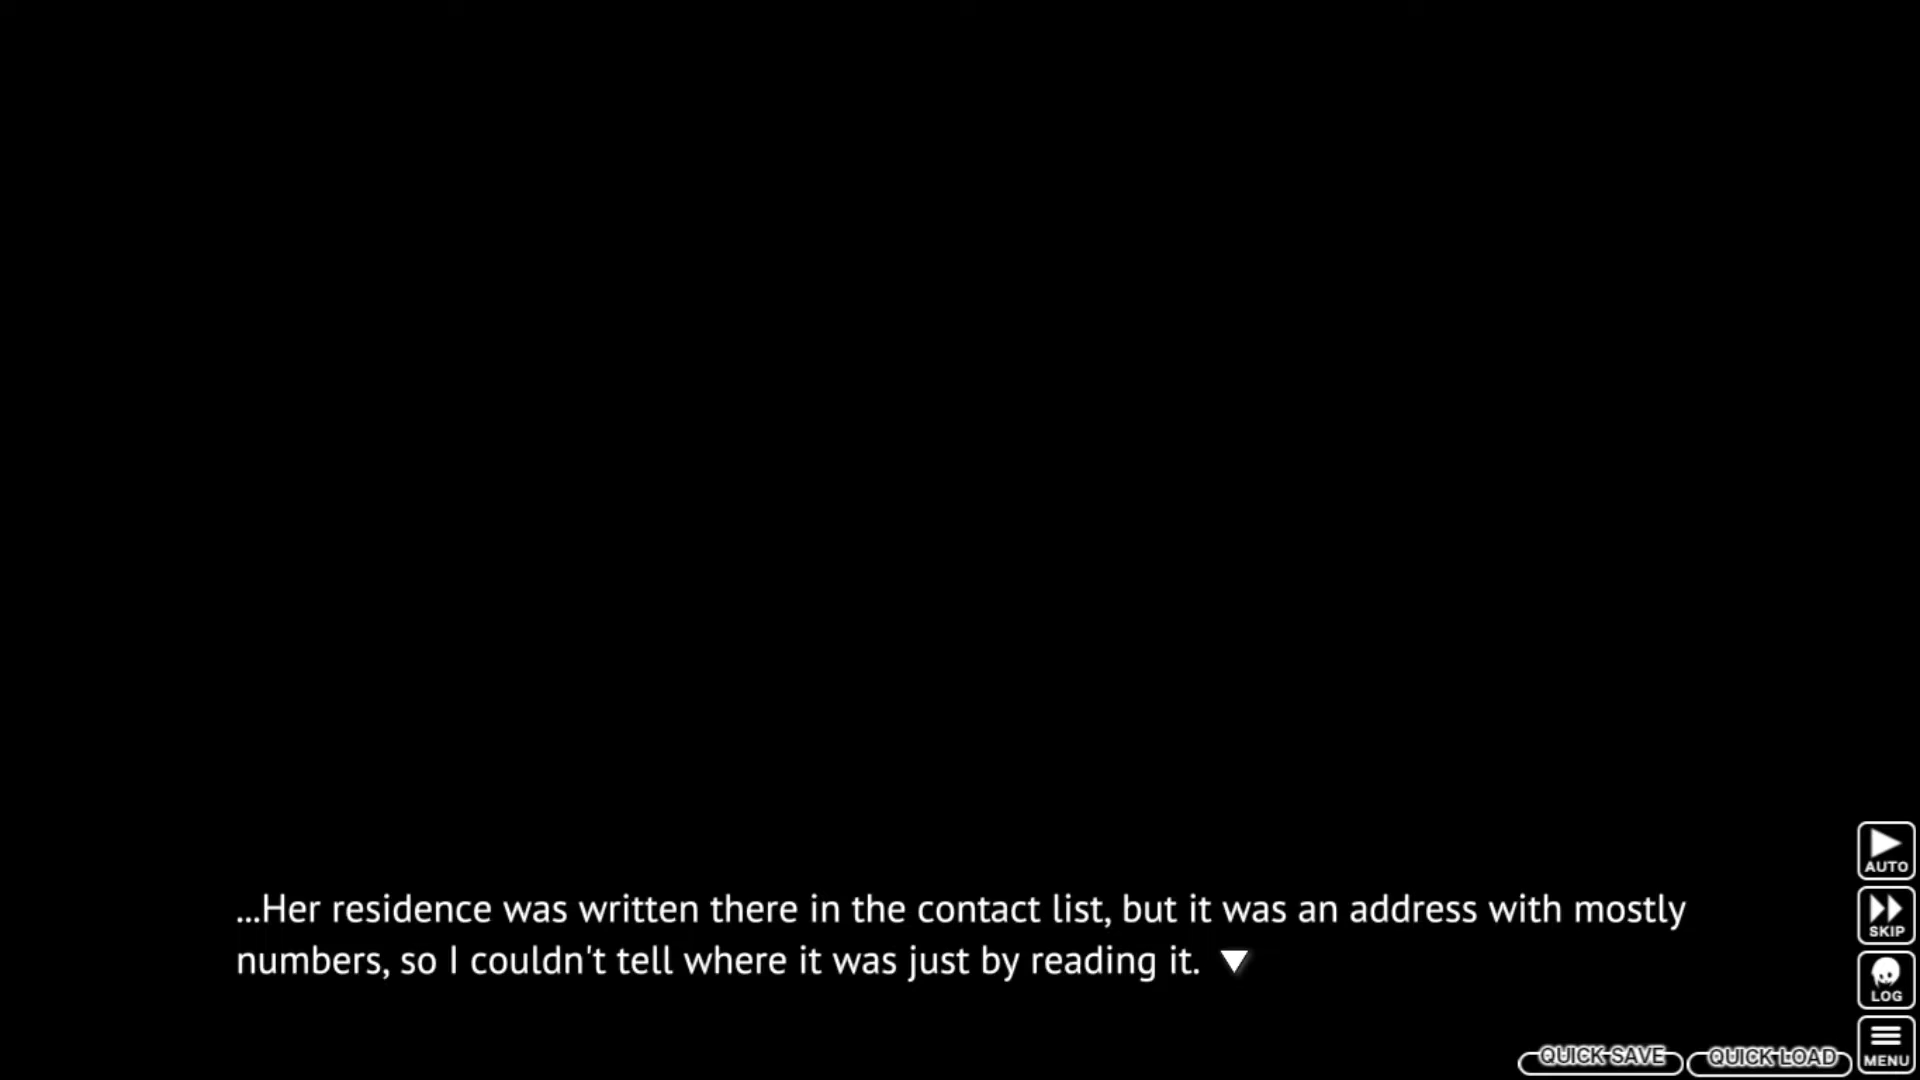 AUTO
...Her residence was written there in the contact list, but it was an address with mostly
SKIP
numbers, so I couldn't tell where it was just by reading it.
LOG
QUICK SAVE
QUICK LOAD
MENU